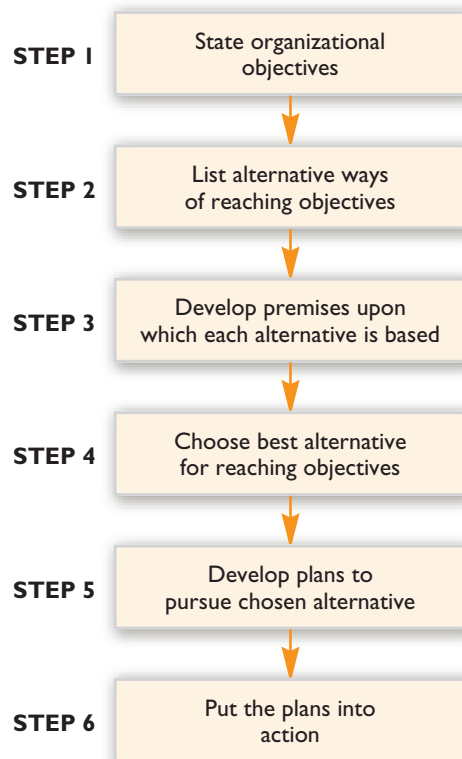 STEP 1
State organizational
objectives
STEP 2
List alternative ways
of reaching objectives
STEP 3
Develop premises upon
which each alternative is based
STEP 4
Choose best alternative
for reaching objectives
STEP 5
Develop plans to
pursue chosen alternative
STEP 6
Put the plans into
action